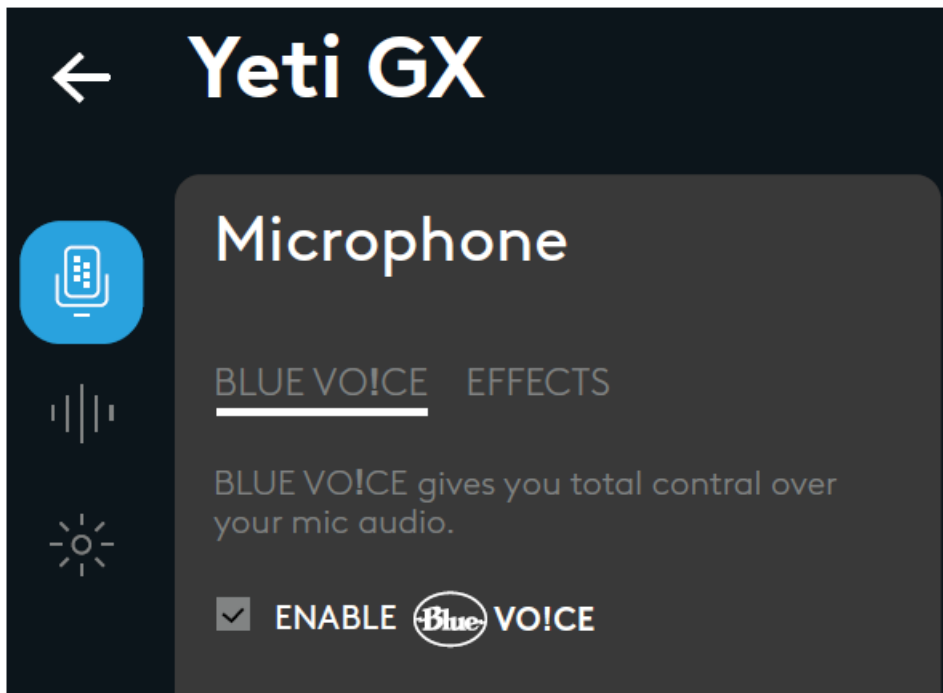 Yeti GX
Microphone
BLUE VO!CE EFFECTS
BLUE VO!CE gives you total contral over
your mic audio.
ENABLE Blue VO!CE